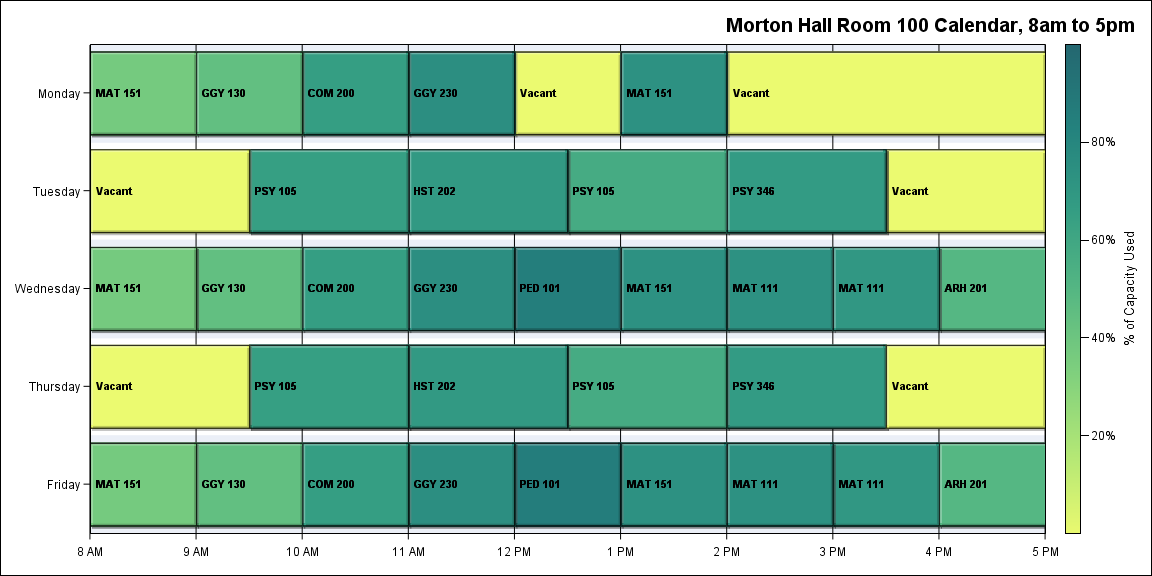 Morton Hall Room 100 Calendar, 8am to 5pm
Monday
MAT 151
GGY 130
COM 200
GGY 230
Vacant
MAT 151
Vacant
Tuesday
Vacant
PSY 105
HST 202
PSY 105
PSY 346
Vacant
Wednesday
MAT 151
GGY 130
COM 200
GGY 230
PED 101
MAT 151
MAT 111
MAT 111
ARH 201
Thursday
Vacant
PSY 105
HST 202
PSY 105
PSY 346
Vacant
Friday
MAT 151
GGY 130
COM 200
GGY 230
PED 101
MAT 151
MAT 111
MAT 111
ARH 201
8 AM
9 AM
10 AM
11 AM
12 PM
1 PM
2 PM
3 PM
4 PM
5 PM
80%
60%
40%
20%
% of Capacity Used